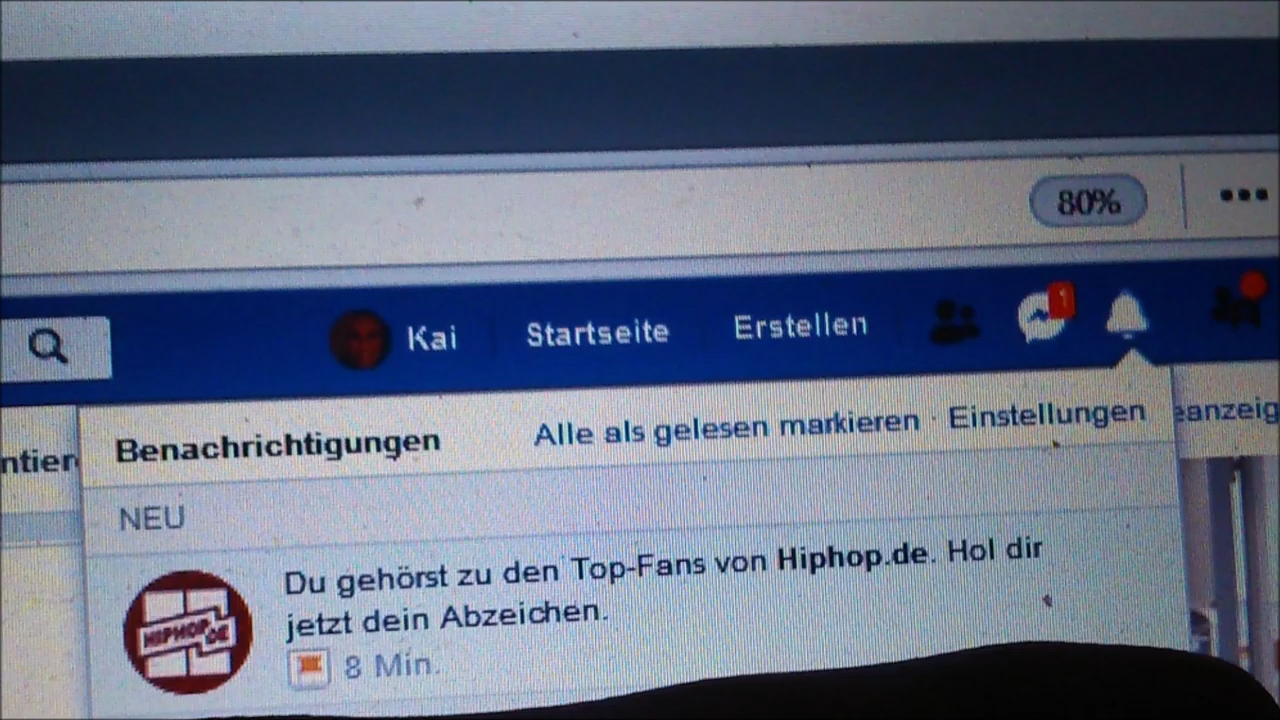 80%
Kai Startseite Erstellen 1
Benachrichtigungen Alle als gelesen markieren · Einstellungen
NEU
Du gehörst zu den Top-Fans von Hiphop.de. Hol dir
jetzt dein Abzeichen.
HIPHOP.DE
8 Min.